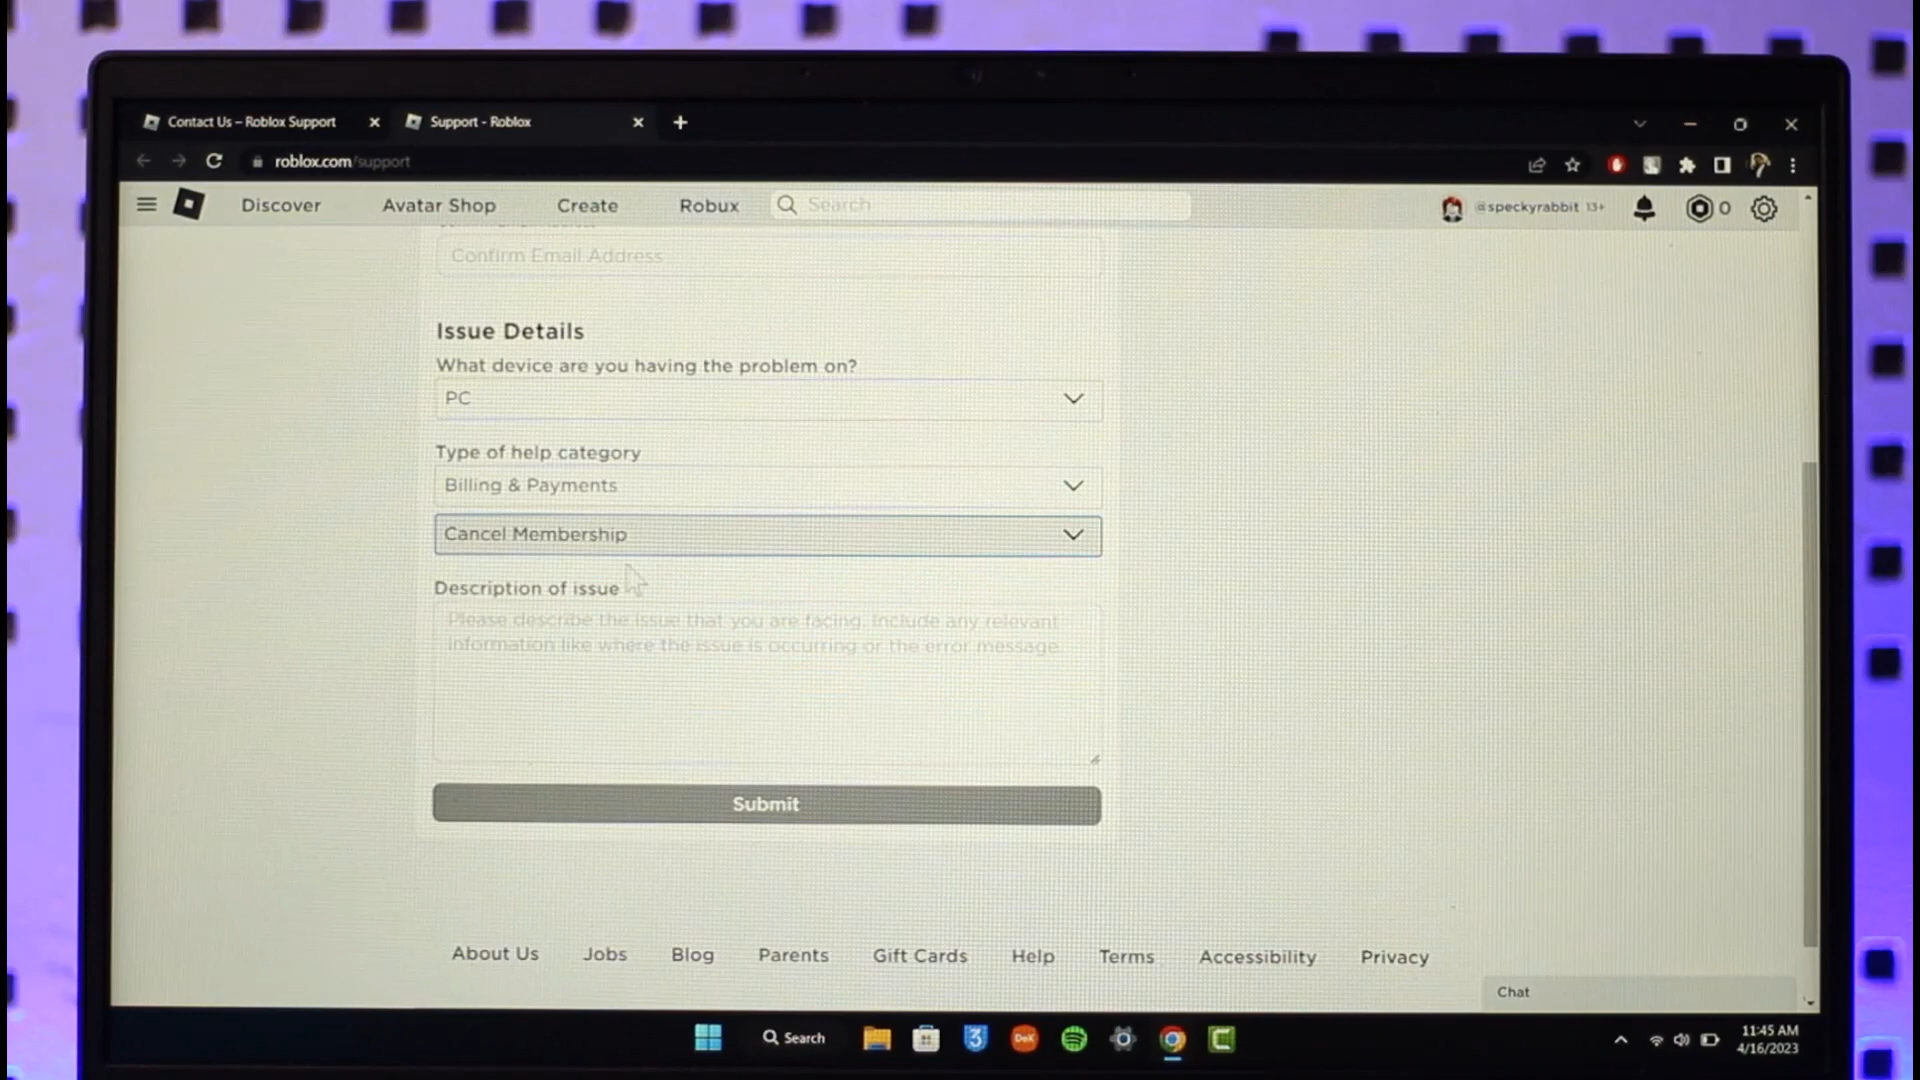 Contact Us – Roblox Support
Support - Roblox
roblox.com/support
Discover
Avatar Shop
Create
Robux
Search
@speckyrabbit 13+
0
Confirm Email Address
Issue Details
What device are you having the problem on?
PC
Type of help category
Billing & Payments
Cancel Membership
Description of issue
Please describe the issue that you are facing. Include any relevant
information like where the issue is occurring or the error message.
Submit
About Us
Jobs
Blog
Parents
Gift Cards
Help
Terms
Accessibility
Privacy
Chat
Search
3
DeX
11:45 AM
4/16/2023